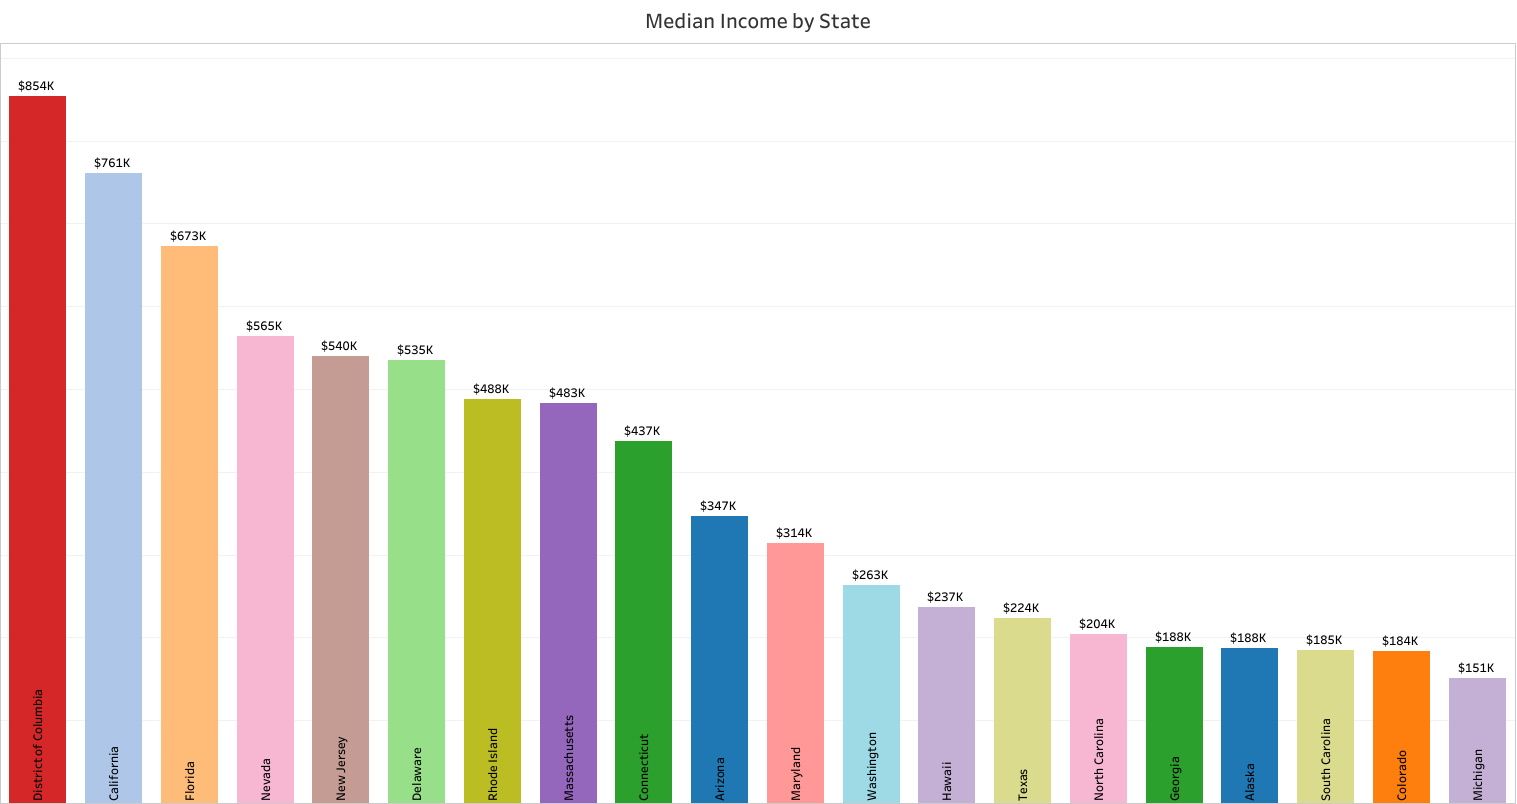 Median Income by State
$854K
$761K
$673K
$565K
$540K
$535K
$488K
$483K
$437K
$347K
$314K
$263K
$237K
$224K
$204K
$188K
$188K
$185K
$184K
$151K
District of Columbia
California
Florida
Nevada
New Jersey
Delaware
Rhode Island
Massachusetts
Connecticut
Arizona
Maryland
Washington
Hawaii
Texas
North Carolina
Georgia
Alaska
South Carolina
Colorado
Michigan